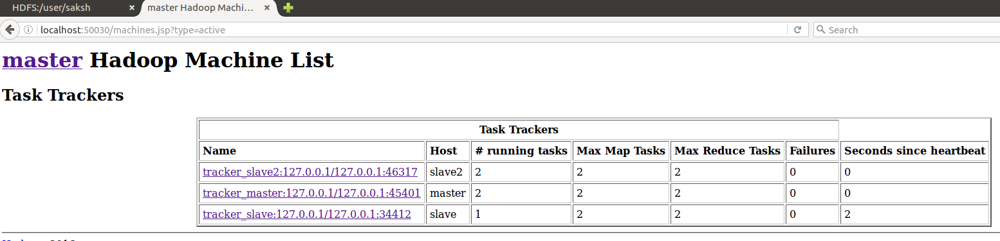 HDFS:/user/saksh × master Hadoop Machi... ×
localhost:50030/machines.jsp?type=active Search
master Hadoop Machine List
Task Trackers
Task Trackers
Name Host # running tasks Max Map Tasks Max Reduce Tasks Failures Seconds since heartbeat
tracker_slave2:127.0.0.1/127.0.0.1:46317 slave2 2 2 2 0 0
tracker_master:127.0.0.1/127.0.0.1:45401 master 2 2 2 0 0
tracker_slave:127.0.0.1/127.0.0.1:34412 slave 1 2 2 0 2